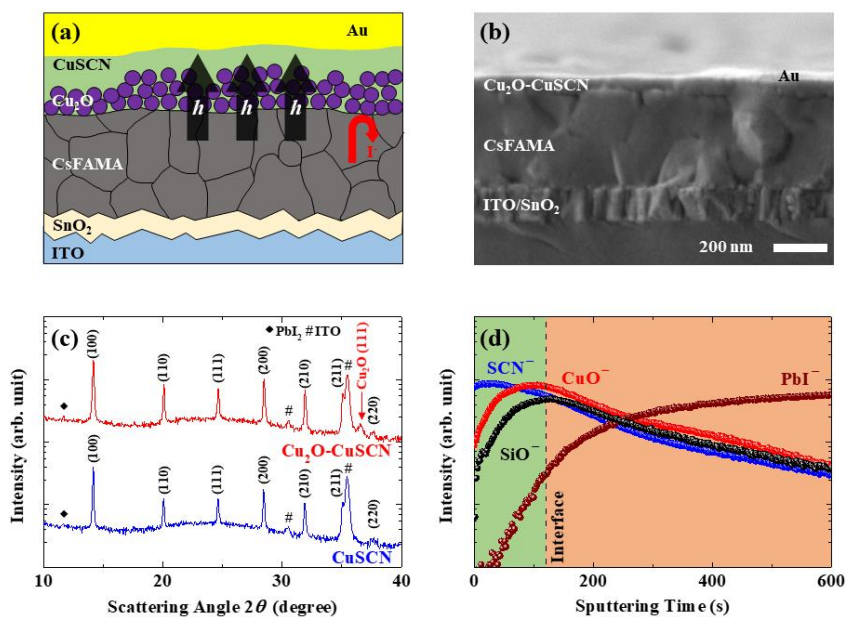 (a)
Au
CuSCN
Cu₂O
h h h
I⁻
CsFAMA
SnO₂
ITO
(b)
Au
Cu₂O-CuSCN
CsFAMA
ITO/SnO₂
200 nm
(c)
◆ PbI₂ # ITO
(100)
(110)
(111)
(200)
(210)
(211)
#
#
Cu₂O (111)
(220)
◆
Cu₂O-CuSCN
(100)
(110)
(111)
(200)
(210)
(211)
#
#
(220)
◆
CuSCN
Intensity (arb. unit)
10 20 30 40
Scattering Angle 2θ (degree)
(d)
SCN⁻
CuO⁻
PbI⁻
SiO⁻
Interface
Intensity (arb. unit)
0 200 400 600
Sputtering Time (s)